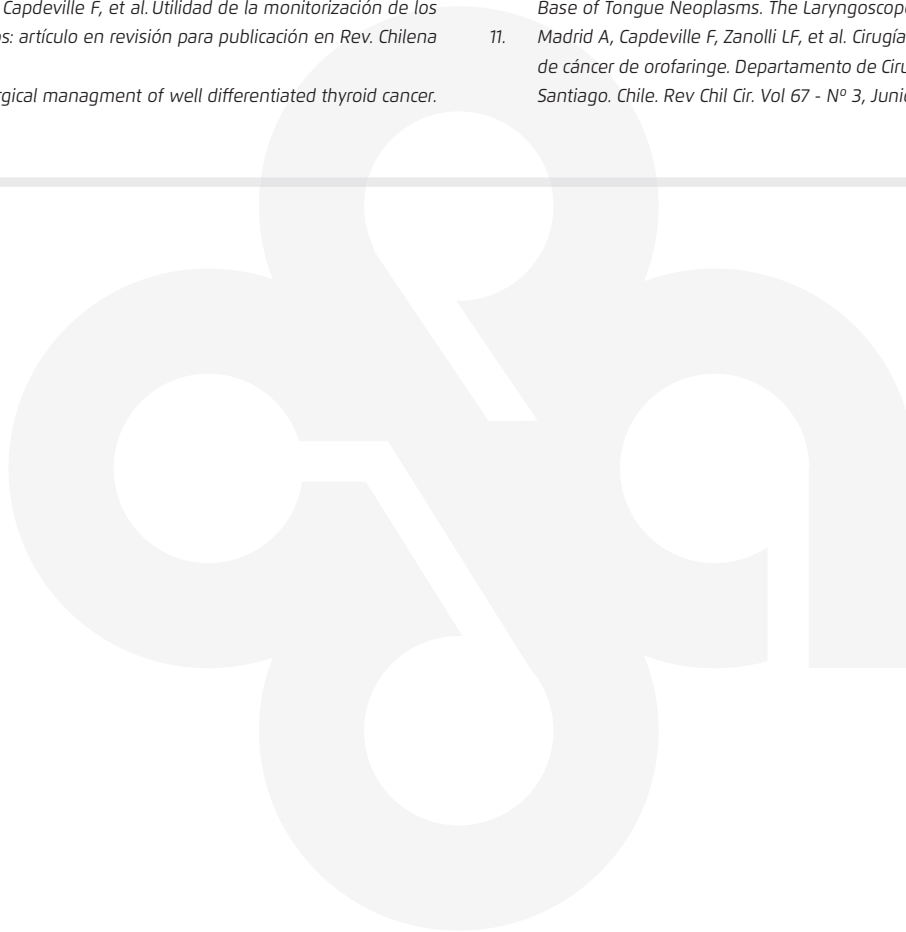 Capdeville F, et al. Utilidad de la monitorización de los
os: artículo en revisión para publicación en Rev. Chilena
rgical managment of well differentiated thyroid cancer.
Base of Tongue Neoplasms. The Laryngoscope
11. Madrid A, Capdeville F, Zanolli LF, et al. Cirugía
de cáncer de orofaringe. Departamento de Ciru
Santiago. Chile. Rev Chil Cir. Vol 67 - Nº 3, Juni